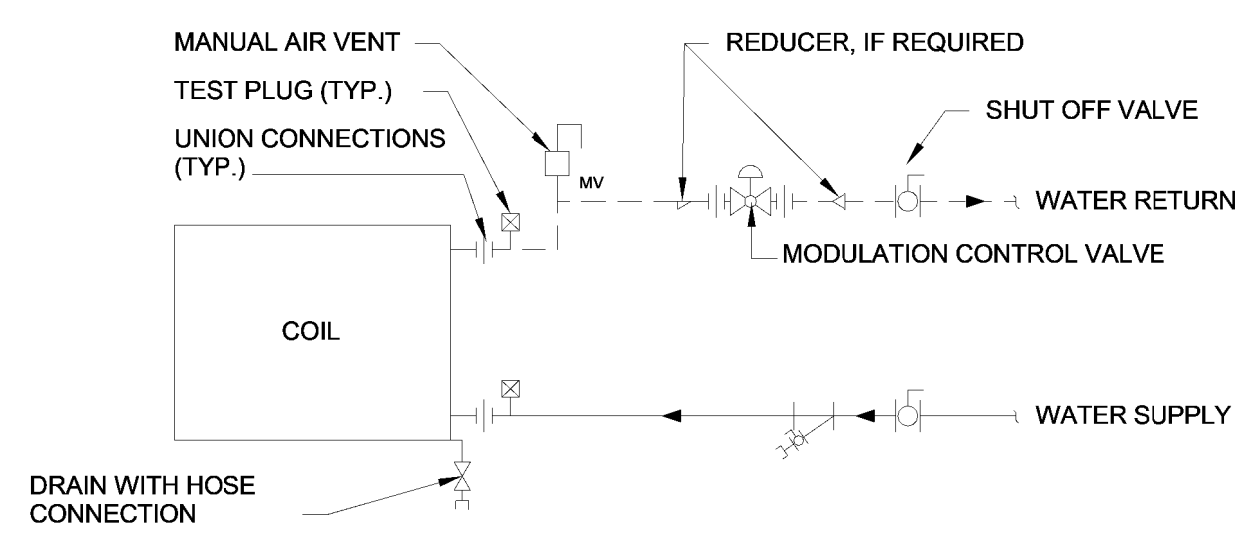 MANUAL AIR VENT
TEST PLUG (TYP.)
UNION CONNECTIONS
(TYP.)
REDUCER, IF REQUIRED
SHUT OFF VALVE
MV
WATER RETURN
MODULATION CONTROL VALVE
COIL
WATER SUPPLY
DRAIN WITH HOSE
CONNECTION